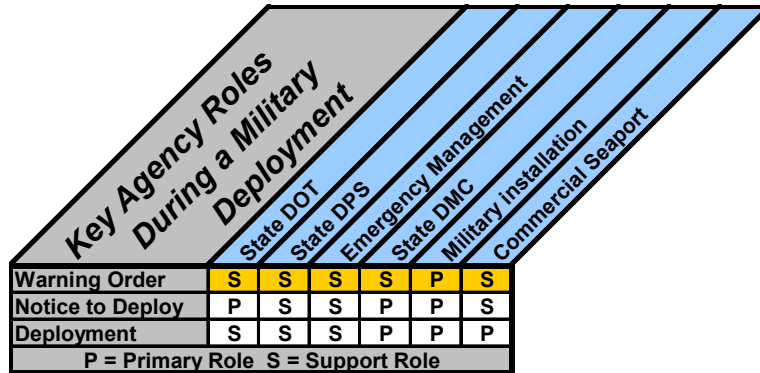 Key Agency Roles
During a Military
Deployment
State DOT
State DPS
Emergency Management
State DMC
Military installation
Commercial Seaport
Warning Order S S S S P S
Notice to Deploy P S S P P S
Deployment S S S P P P
P = Primary Role S = Support Role